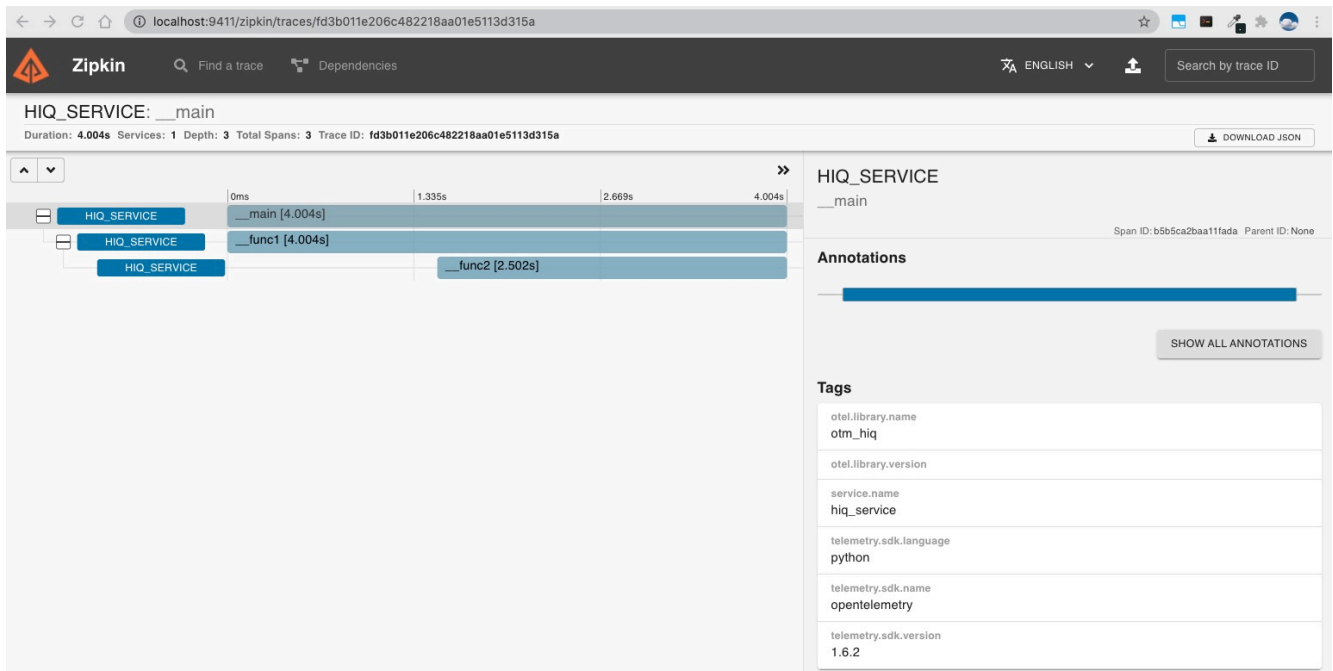 localhost:9411/zipkin/traces/fd3b011e206c482218aa01e5113d315a
Zipkin
Find a trace
Dependencies
ENGLISH
Search by trace ID
HIQ_SERVICE: __main
Duration: 4.004s Services: 1 Depth: 3 Total Spans: 3 Trace ID: fd3b011e206c482218aa01e5113d315a
DOWNLOAD JSON
0ms 1.335s 2.669s 4.004s
HIQ_SERVICE __main [4.004s]
HIQ_SERVICE __func1 [4.004s]
HIQ_SERVICE __func2 [2.502s]
HIQ_SERVICE
__main
Span ID: b5b5ca2baa11fada Parent ID: None
Annotations
SHOW ALL ANNOTATIONS
Tags
otel.library.name
otm_hiq
otel.library.version
service.name
hiq_service
telemetry.sdk.language
python
telemetry.sdk.name
opentelemetry
telemetry.sdk.version
1.6.2